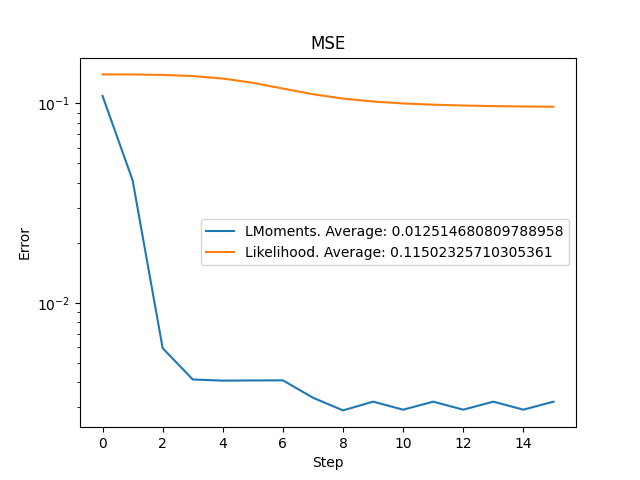 MSE
10⁻¹
Error
LMoments. Average: 0.012514680809788958
Likelihood. Average: 0.11502325710305361
10⁻²
0 2 4 6 8 10 12 14
Step